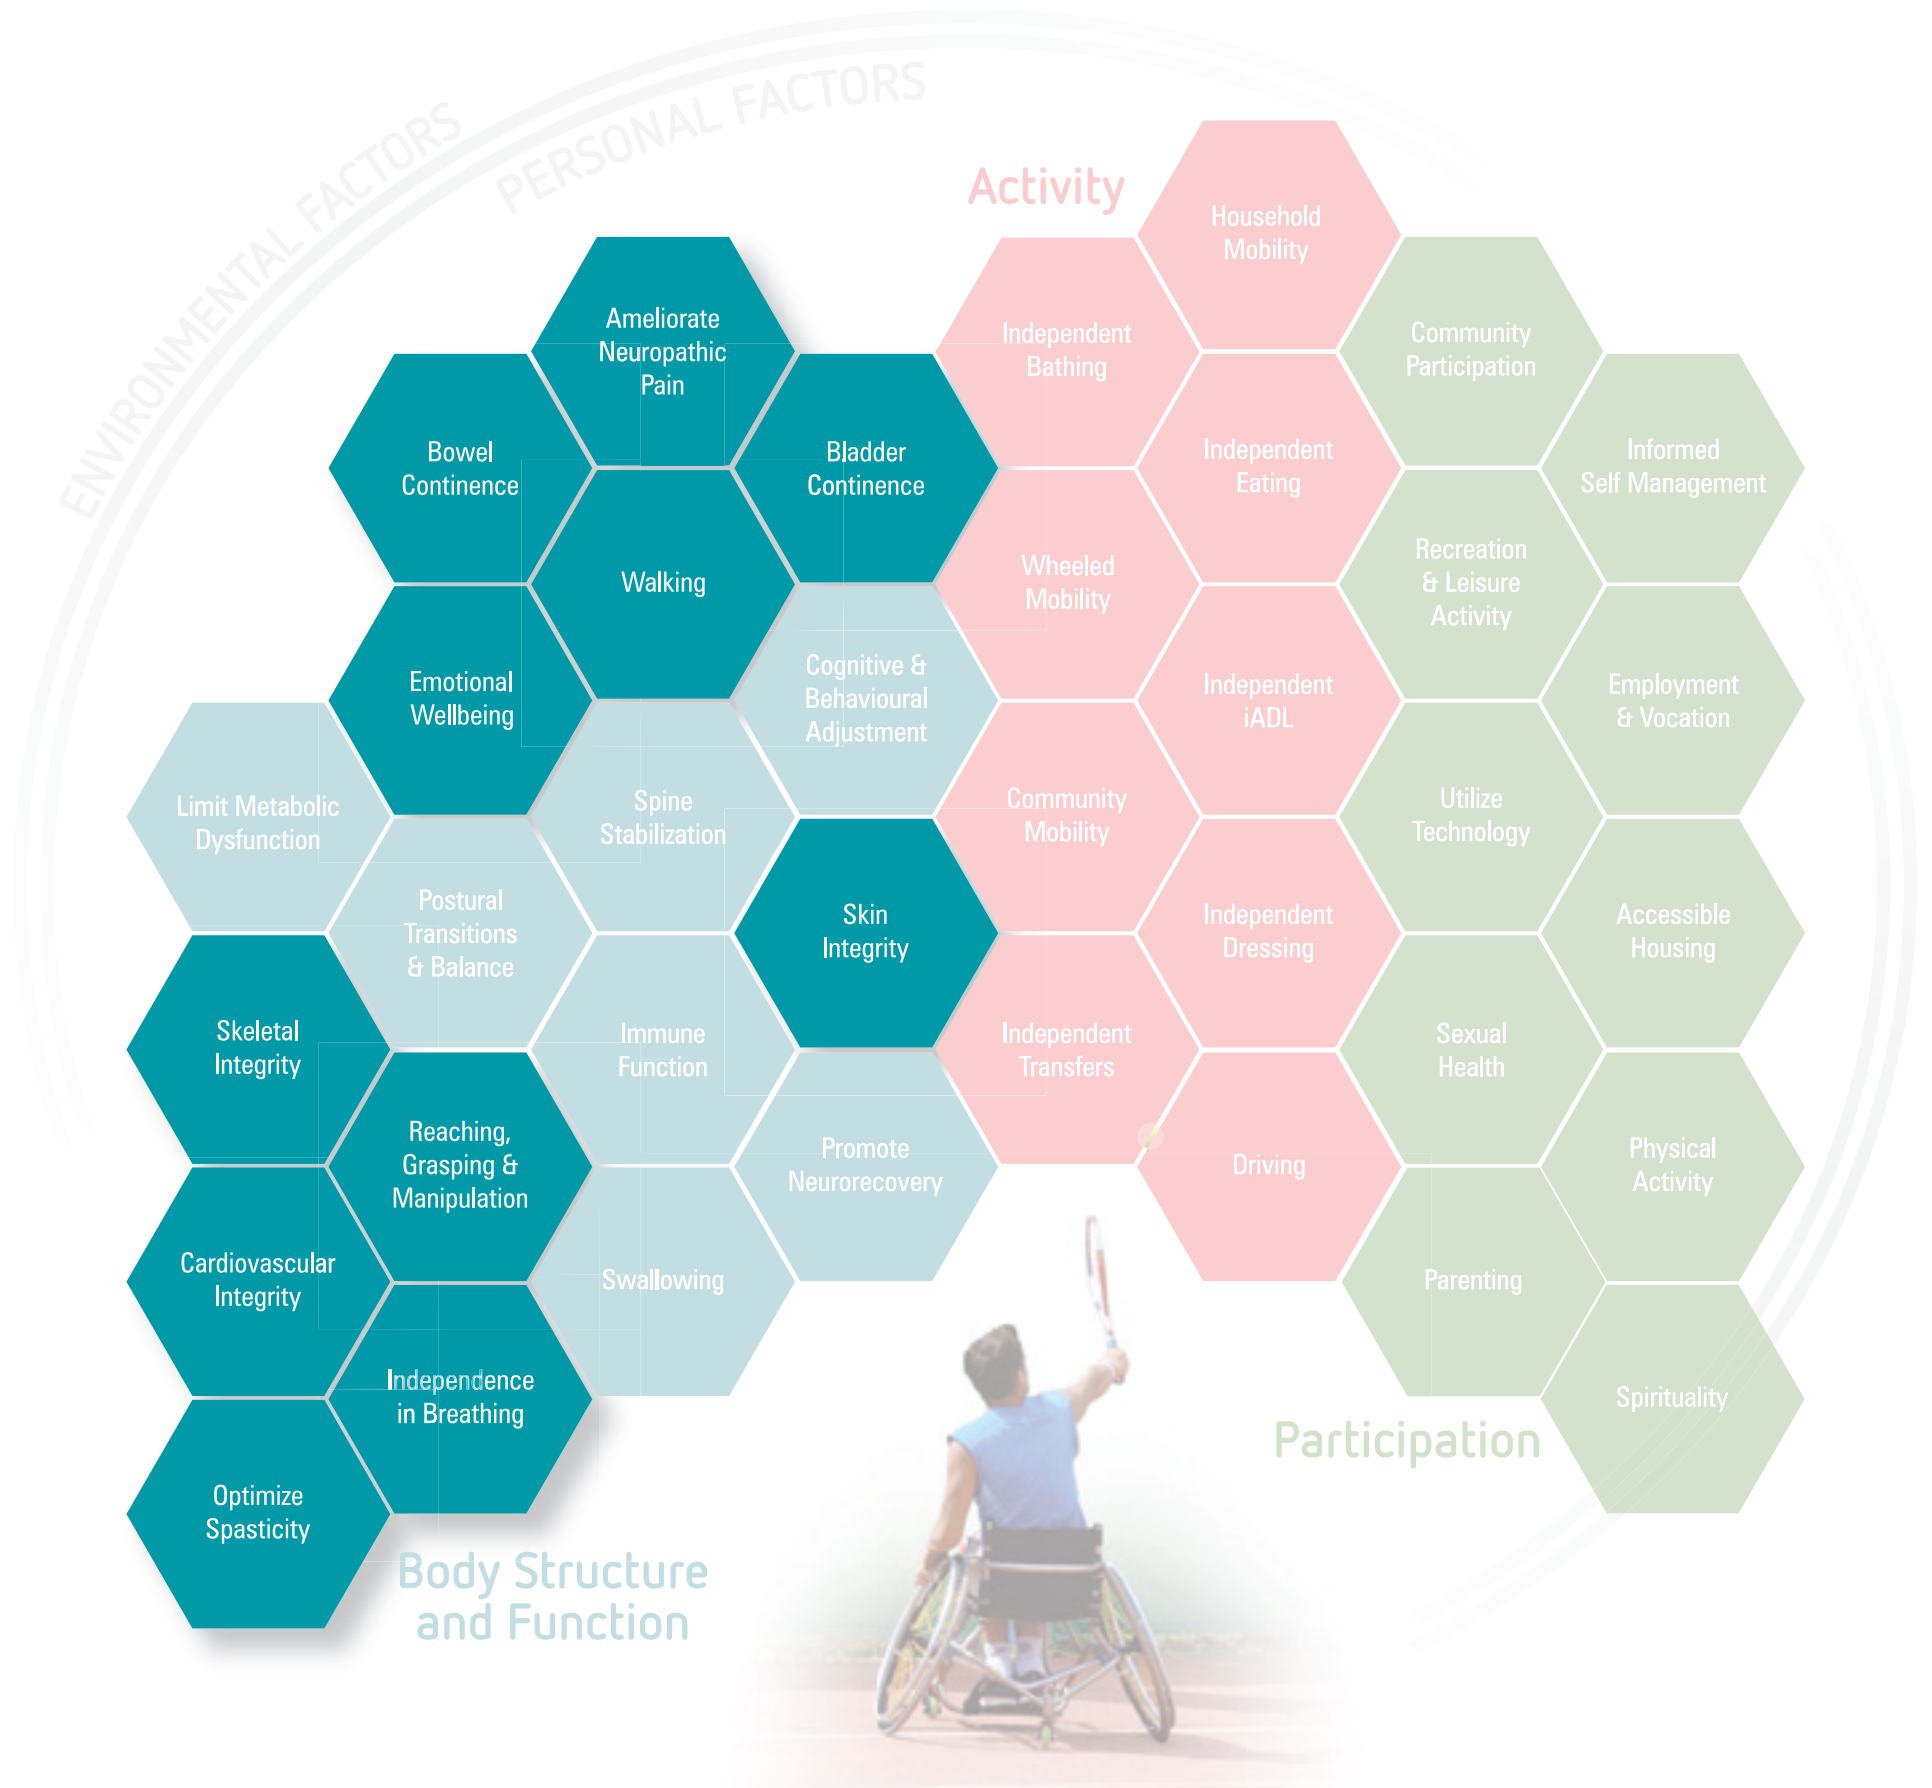 ENVIRONMENTAL FACTORS
PERSONAL FACTORS
Activity
Household
Mobility
Ameliorate
Neuropathic
Pain
Independent
Bathing
Community
Participation
Bowel
Continence
Bladder
Continence
Independent
Eating
Informed
Self Management
Walking
Wheeled
Mobility
Recreation
& Leisure
Activity
Emotional
Wellbeing
Cognitive &
Behavioural
Adjustment
Independent
iADL
Employment
& Vocation
Limit Metabolic
Dysfunction
Spine
Stabilization
Community
Mobility
Utilize
Technology
Postural
Transitions
& Balance
Skin
Integrity
Independent
Dressing
Accessible
Housing
Skeletal
Integrity
Immune
Function
Independent
Transfers
Sexual
Health
Reaching,
Grasping &
Manipulation
Promote
Neurorecovery
Driving
Physical
Activity
Cardiovascular
Integrity
Swallowing
Parenting
Independence
in Breathing
Spirituality
Participation
Optimize
Spasticity
Body Structure
and Function